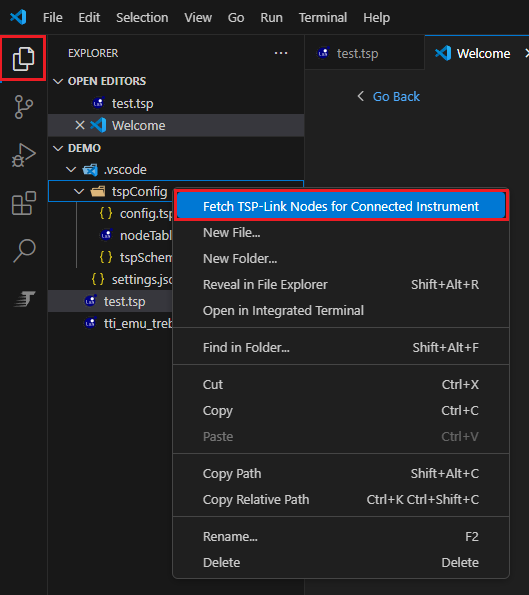 File Edit Selection View Go Run Terminal Help
EXPLORER ...
test.tsp
Welcome
OPEN EDITORS
test.tsp
Welcome
Go Back
DEMO
.vscode
tspConfig
config.tsp
nodeTabl
tspSchem
settings.jsc
test.tsp
tti_emu_treb
Fetch TSP-Link Nodes for Connected Instrument
New File...
New Folder...
Reveal in File Explorer Shift+Alt+R
Open in Integrated Terminal
Find in Folder... Shift+Alt+F
Cut Ctrl+X
Copy Ctrl+C
Paste Ctrl+V
Copy Path Shift+Alt+C
Copy Relative Path Ctrl+K Ctrl+Shift+C
Rename... F2
Delete Delete